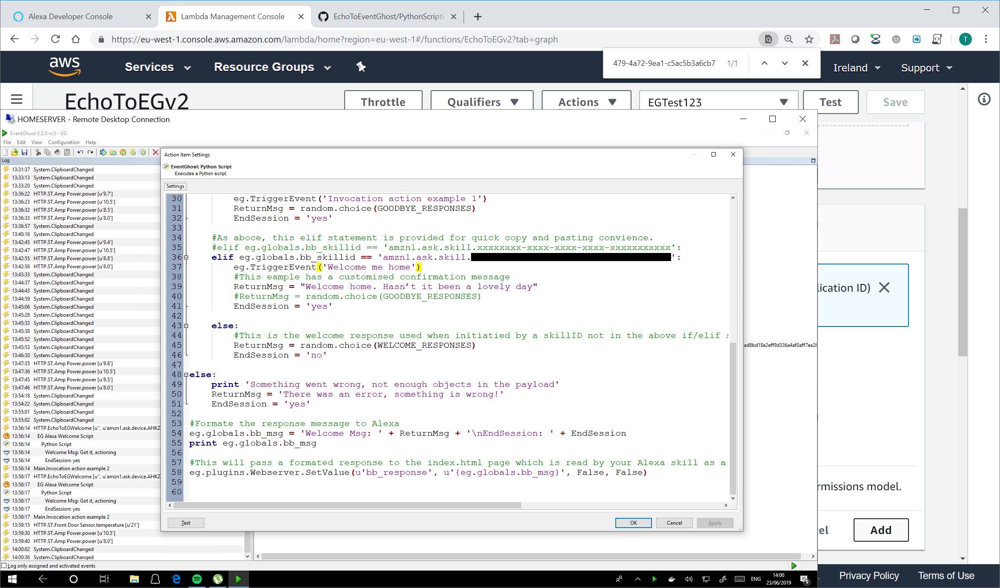 Alexa Developer Console
Lambda Management Console
EchoToEventGhost/PythonScriptE
https://eu-west-1.console.aws.amazon.com/lambda/home?region=eu-west-1#/functions/EchoToEGv2?tab=graph
T
aws
Services
Resource Groups
479-4a72-9ea1-c5ac5b3a6cb7 1/1
Ireland
Support
EchoToEGv2
Throttle
Qualifiers
Actions
EGTest123
Test
Save
HOMESERVER - Remote Desktop Connection
EventGhost 0.5.0-rc5 - EG
File Edit View Configuration Help
Log
13:31:37 System.ClipboardChanged
13:33:13 System.ClipboardChanged
13:33:20 System.ClipboardChanged
13:36:22 HTTP.ST.Amp Power.power [u'9.7']
13:36:23 HTTP.ST.Amp Power.power [u'10.5']
13:36:32 HTTP.ST.Amp Power.power [u'8.5']
13:36:33 HTTP.ST.Amp Power.power [u'8.0']
13:36:57 System.ClipboardChanged
13:40:16 System.ClipboardChanged
13:42:45 HTTP.ST.Amp Power.power [u'9.4']
13:42:47 HTTP.ST.Amp Power.power [u'10.5']
13:42:55 HTTP.ST.Amp Power.power [u'8.8']
13:42:56 HTTP.ST.Amp Power.power [u'8.0']
13:43:33 System.ClipboardChanged
13:44:37 System.ClipboardChanged
13:44:43 System.ClipboardChanged
13:44:59 System.ClipboardChanged
13:45:06 System.ClipboardChanged
13:45:28 System.ClipboardChanged
13:45:33 System.ClipboardChanged
13:45:38 System.ClipboardChanged
13:45:52 System.ClipboardChanged
13:45:53 System.ClipboardChanged
13:46:30 System.ClipboardChanged
13:47:35 HTTP.ST.Amp Power.power [u'9.8']
13:47:36 HTTP.ST.Amp Power.power [u'10.5']
13:47:45 HTTP.ST.Amp Power.power [u'8.5']
13:47:46 HTTP.ST.Amp Power.power [u'8.0']
13:54:18 System.ClipboardChanged
13:54:22 System.ClipboardChanged
13:55:01 System.ClipboardChanged
13:55:02 System.ClipboardChanged
13:56:14 HTTP.EchoToEGWelcome [u'', u'amzn1.ask.device.AHKZ
13:56:14 EG Alexa Welcome Script
13:56:14 Python Script
13:56:14 Welcome Msg: Got it, actioning
13:56:14 EndSession: yes
13:56:14 Main.Invocation action example 2
13:58:17 HTTP.EchoToEGWelcome [u'', u'amzn1.ask.device.AHKZ
13:58:17 EG Alexa Welcome Script
13:58:17 Python Script
13:58:17 Welcome Msg: Got it, actioning
13:58:17 EndSession: yes
13:58:17 Main.Invocation action example 2
13:59:15 HTTP.ST.Front Door Sensor.temperature [u'21']
13:59:30 HTTP.ST.Amp Power.power [u'10.5']
13:59:40 HTTP.ST.Amp Power.power [u'8.0']
14:00:02 System.ClipboardChanged
14:00:36 System.ClipboardChanged
Log only assigned and activated events
Action Item Settings
EventGhost: Python Script
Executes a Python script.
Settings
30 eg.TriggerEvent('Invocation action example 1')
31 ReturnMsg = random.choice(GOODBYE_RESPONSES)
32 EndSession = 'yes'
33
34 #As aboce, this elif statement is provided for quick copy and pasting convience.
35 #elif eg.globals.bb_skillid == 'amzn1.ask.skill.xxxxxxxx-xxxx-xxxx-xxxx-xxxxxxxxxxx':
36 elif eg.globals.bb_skillid == 'amzn1.ask.skill. ':
37 eg.TriggerEvent('Welcome me home')
38 #This eample has a customised confirmation message
39 ReturnMsg = "Welcome home. Hasn’t it been a lovely day"
40 #ReturnMsg = random.choice(GOODBYE_RESPONSES)
41 EndSession = 'yes'
42
43 else:
44 #This is the welcome response used when initiatied by a skillID not in the above if/elif s
45 ReturnMsg = random.choice(WELCOME_RESPONSES)
46 EndSession = 'no'
47
48 else:
49 print 'Something went wrong, not enough objects in the payload'
50 ReturnMsg = 'There was an error, something is wrong!'
51 EndSession = 'yes'
52
53 #Formate the response message to Alexa
54 eg.globals.bb_msg = 'Welcome Msg: ' + ReturnMsg + '\nEndSession: ' + EndSession
55 print eg.globals.bb_msg
56
57 #This will pass a formated response to the index.html page which is read by your Alexa skill as a
58 eg.plugins.Webserver.SetValue(u'bb_response', u'{eg.globals.bb_msg}', False, False)
59
60
Test
OK
Cancel
Apply
lication ID)
ad8bd18e2eff9d336a4af0aff7ee26
rmissions model.
el
Add
Privacy Policy
Terms of Use
ENG
14:00
23/06/2019
9